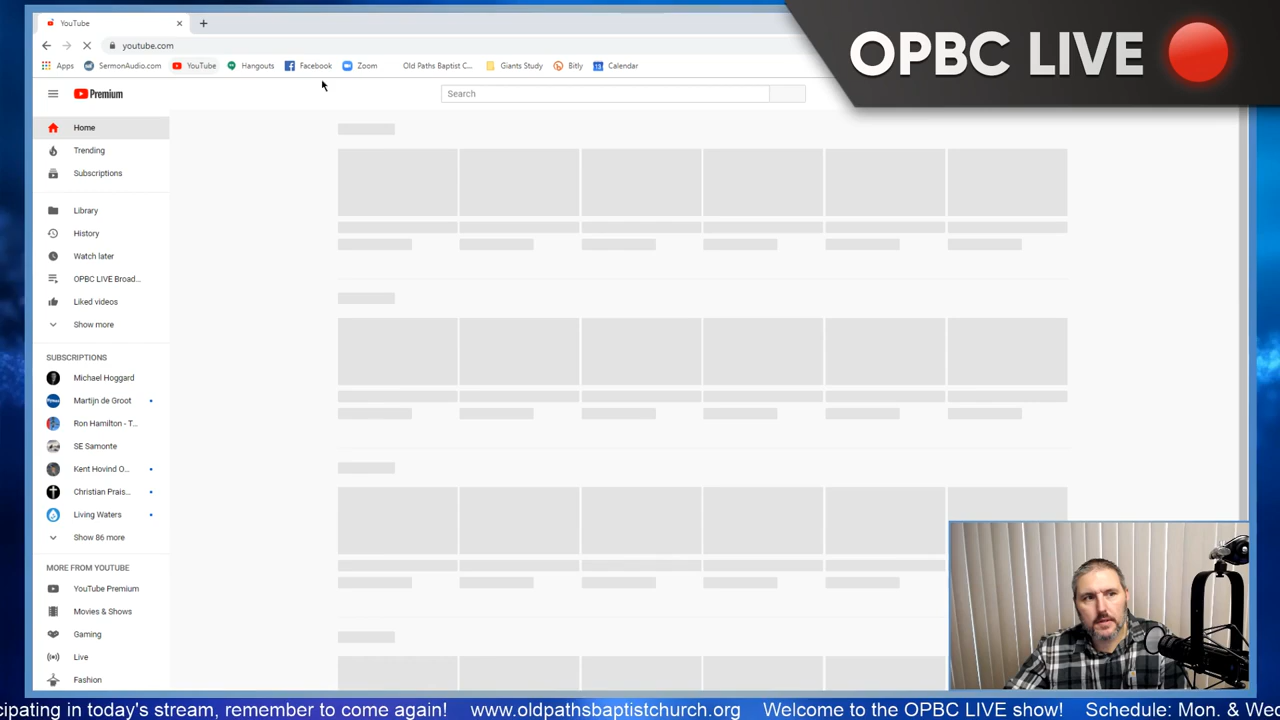 YouTube
youtube.com
Apps SermonAudio.com YouTube Hangouts Facebook Zoom Old Paths Baptist C... Giants Study Bitly Calendar
OPBC LIVE
Premium
Search
Home
Trending
Subscriptions
Library
History
Watch later
OPBC LIVE Broad...
Liked videos
Show more
SUBSCRIPTIONS
Michael Hoggard
Martijn de Groot
Ron Hamilton - T...
SE Samonte
Kent Hovind O...
Christian Prais...
Living Waters
Show 86 more
MORE FROM YOUTUBE
YouTube Premium
Movies & Shows
Gaming
Live
Fashion
cipating in today's stream, remember to come again! www.oldpathsbaptistchurch.org Welcome to the OPBC LIVE show! Schedule: Mon. & Wed